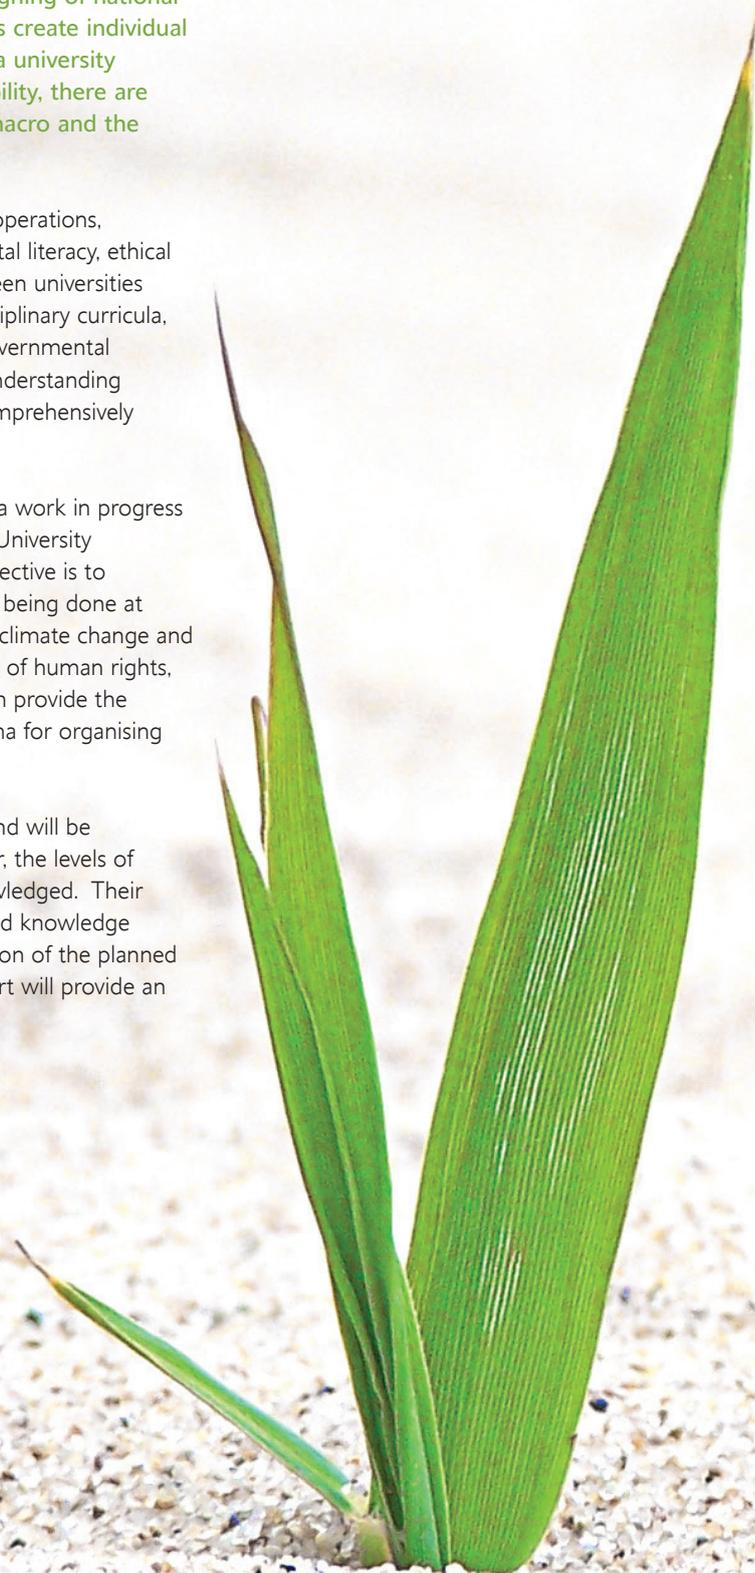 gning of national
s create individual
a university
ility, there are
nacro and the
operations,
tal literacy, ethical
een universities
iplinary curricula,
vernmental
nderstanding
mprehensively
a work in progress
University
ective is to
being done at
climate change and
of human rights,
n provide the
na for organising
nd will be
r, the levels of
vledged. Their
d knowledge
ion of the planned
rt will provide an